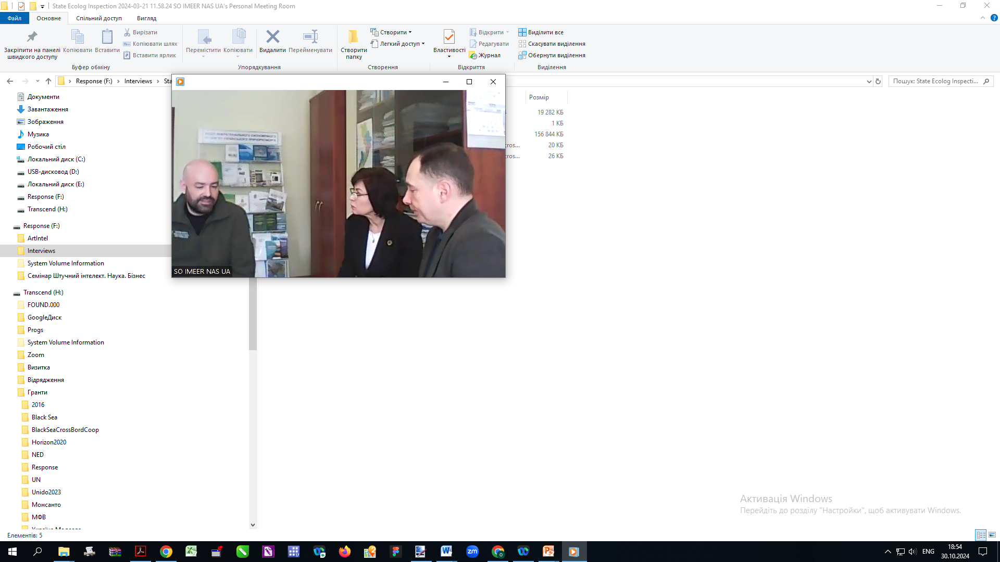 State Ecolog Inspection 2024-03-21 11.58.24 SO IMEER NAS UA's Personal Meeting Room
Файл
Основне
Спільний доступ
Вигляд
Закріпити на панелі
швидкого доступу
Копіювати
Вставити
Вирізати
Копіювати шлях
Вставити ярлик
Буфер обміну
Перемістити
Копіювати
Видалити
Перейменувати
Упорядкування
Створити
папку
Створити
Легкий доступ
Створення
Властивості
Відкрити
Редагувати
Журнал
Відкриття
Виділити все
Скасувати виділення
Обернути виділення
Виділення
Response (F:)
Interviews
Sta
Пошук: State Ecolog Inspecti...
Розмір
19 282 КБ
1 КБ
156 844 КБ
cros...
20 КБ
cros...
26 КБ
Документи
Завантаження
Зображення
Музика
Робочий стіл
Локальний диск (C:)
USB-дисковод (D:)
Локальний диск (E:)
Response (F:)
Transcend (H:)
Response (F:)
ArtIntel
Interviews
System Volume Information
Семінар Штучний інтелект. Наука. Бізнес
Transcend (H:)
FOUND.000
GoogleДиск
Progs
System Volume Information
Zoom
Визитка
Відрядження
Гранти
2016
Black Sea
BlackSeaCrossBordCoop
Horizon2020
NED
Response
UN
Unido2023
Монсанто
МФВ
SO IMEER NAS UA
Активація Windows
Перейдіть до розділу "Настройки", щоб активувати Windows.
Елементів: 5
ENG
18:54
30.10.2024